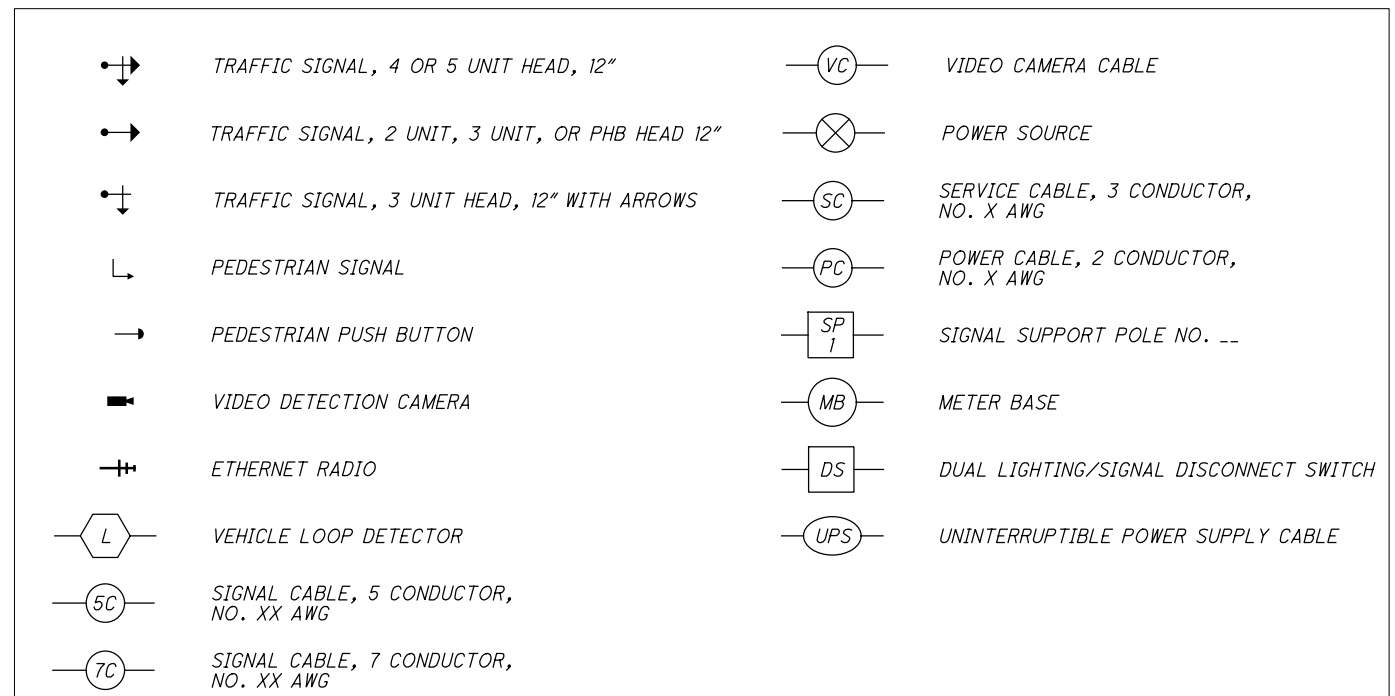 TRAFFIC SIGNAL, 4 OR 5 UNIT HEAD, 12"
TRAFFIC SIGNAL, 2 UNIT, 3 UNIT, OR PHB HEAD 12"
TRAFFIC SIGNAL, 3 UNIT HEAD, 12" WITH ARROWS
PEDESTRIAN SIGNAL
PEDESTRIAN PUSH BUTTON
VIDEO DETECTION CAMERA
ETHERNET RADIO
L VEHICLE LOOP DETECTOR
5C SIGNAL CABLE, 5 CONDUCTOR,
NO. XX AWG
7C SIGNAL CABLE, 7 CONDUCTOR,
NO. XX AWG
VC VIDEO CAMERA CABLE
POWER SOURCE
SC SERVICE CABLE, 3 CONDUCTOR,
NO. X AWG
PC POWER CABLE, 2 CONDUCTOR,
NO. X AWG
SP
1 SIGNAL SUPPORT POLE NO. __
MB METER BASE
DS DUAL LIGHTING/SIGNAL DISCONNECT SWITCH
UPS UNINTERRUPTIBLE POWER SUPPLY CABLE